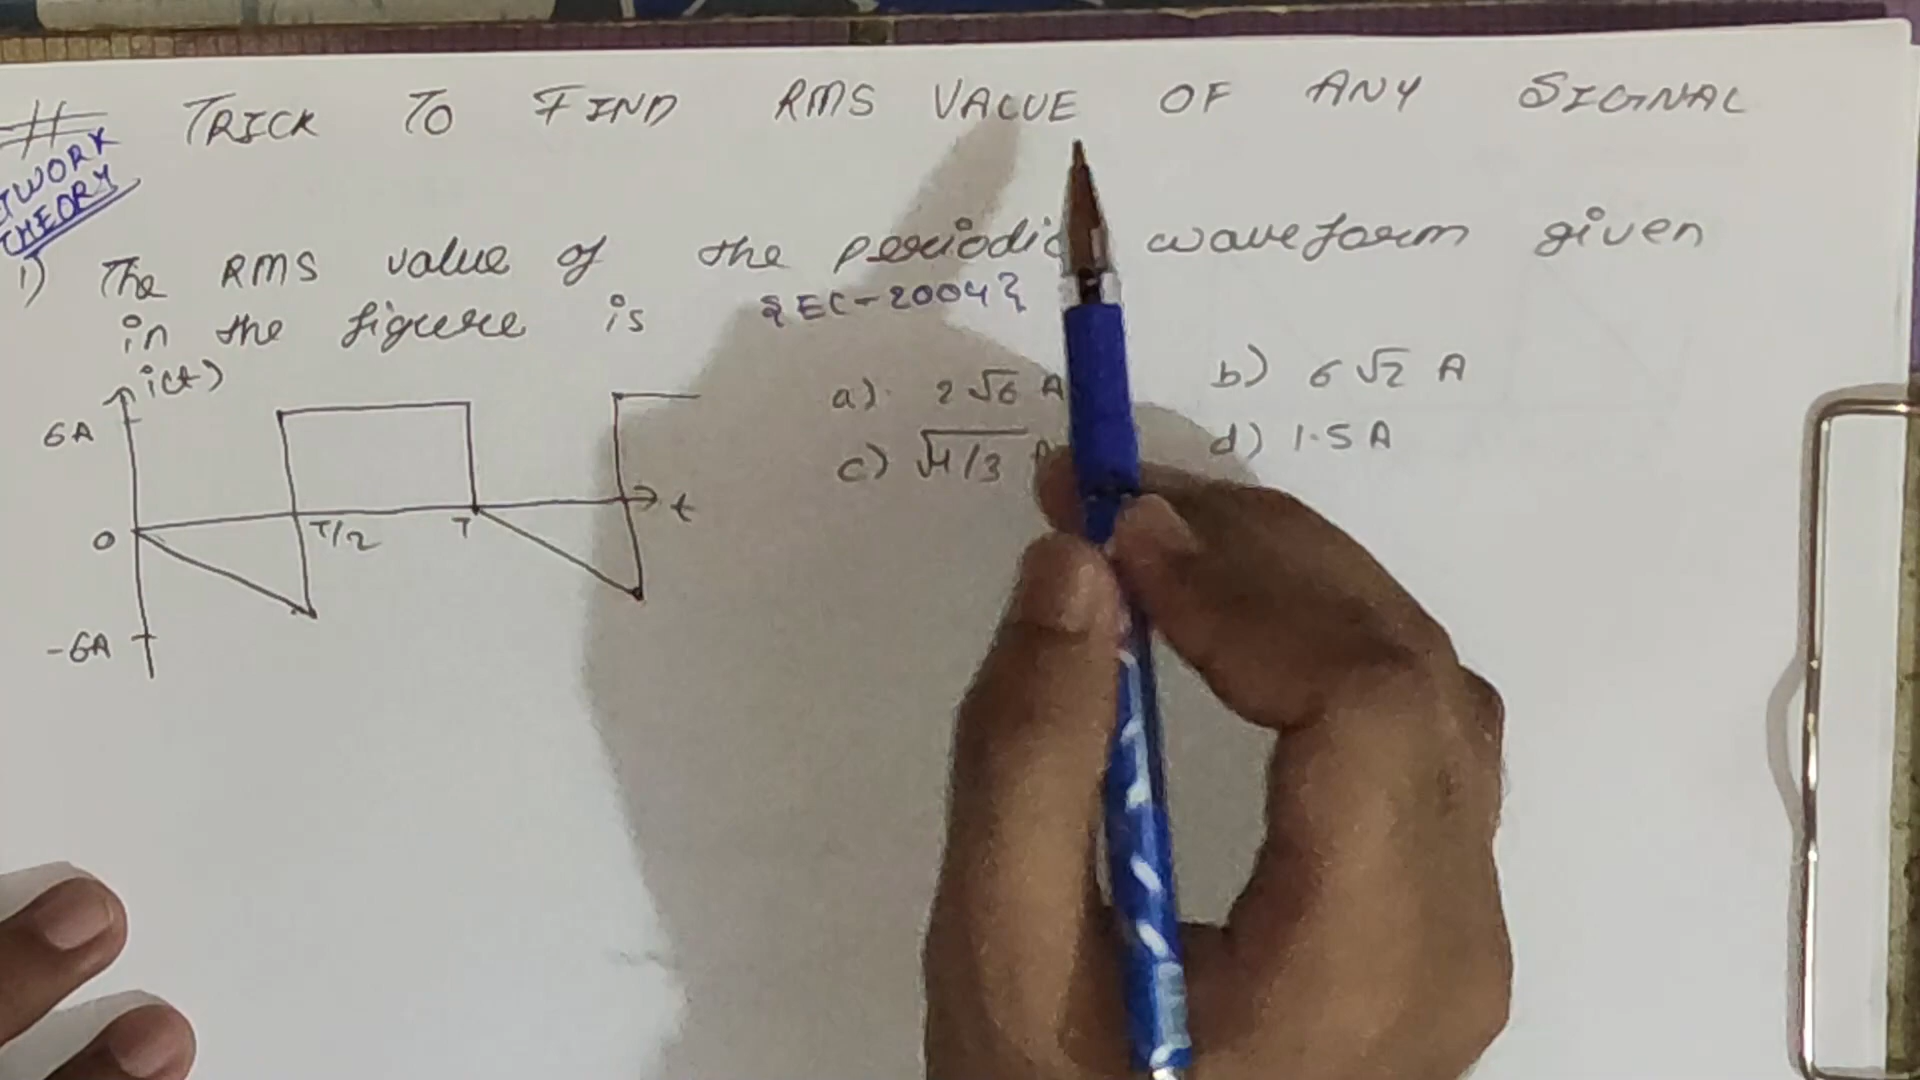 # TRICK TO FIND RMS VALUE OF ANY SIGNAL
THEORY
1) The RMS value of the periodic waveform given
in the figure is {EC-2004}
i(t)
a). 2√6 A b) 6√2 A
6A
c) √4/3 d) 1.5 A
t
0 T/2 T
-6A